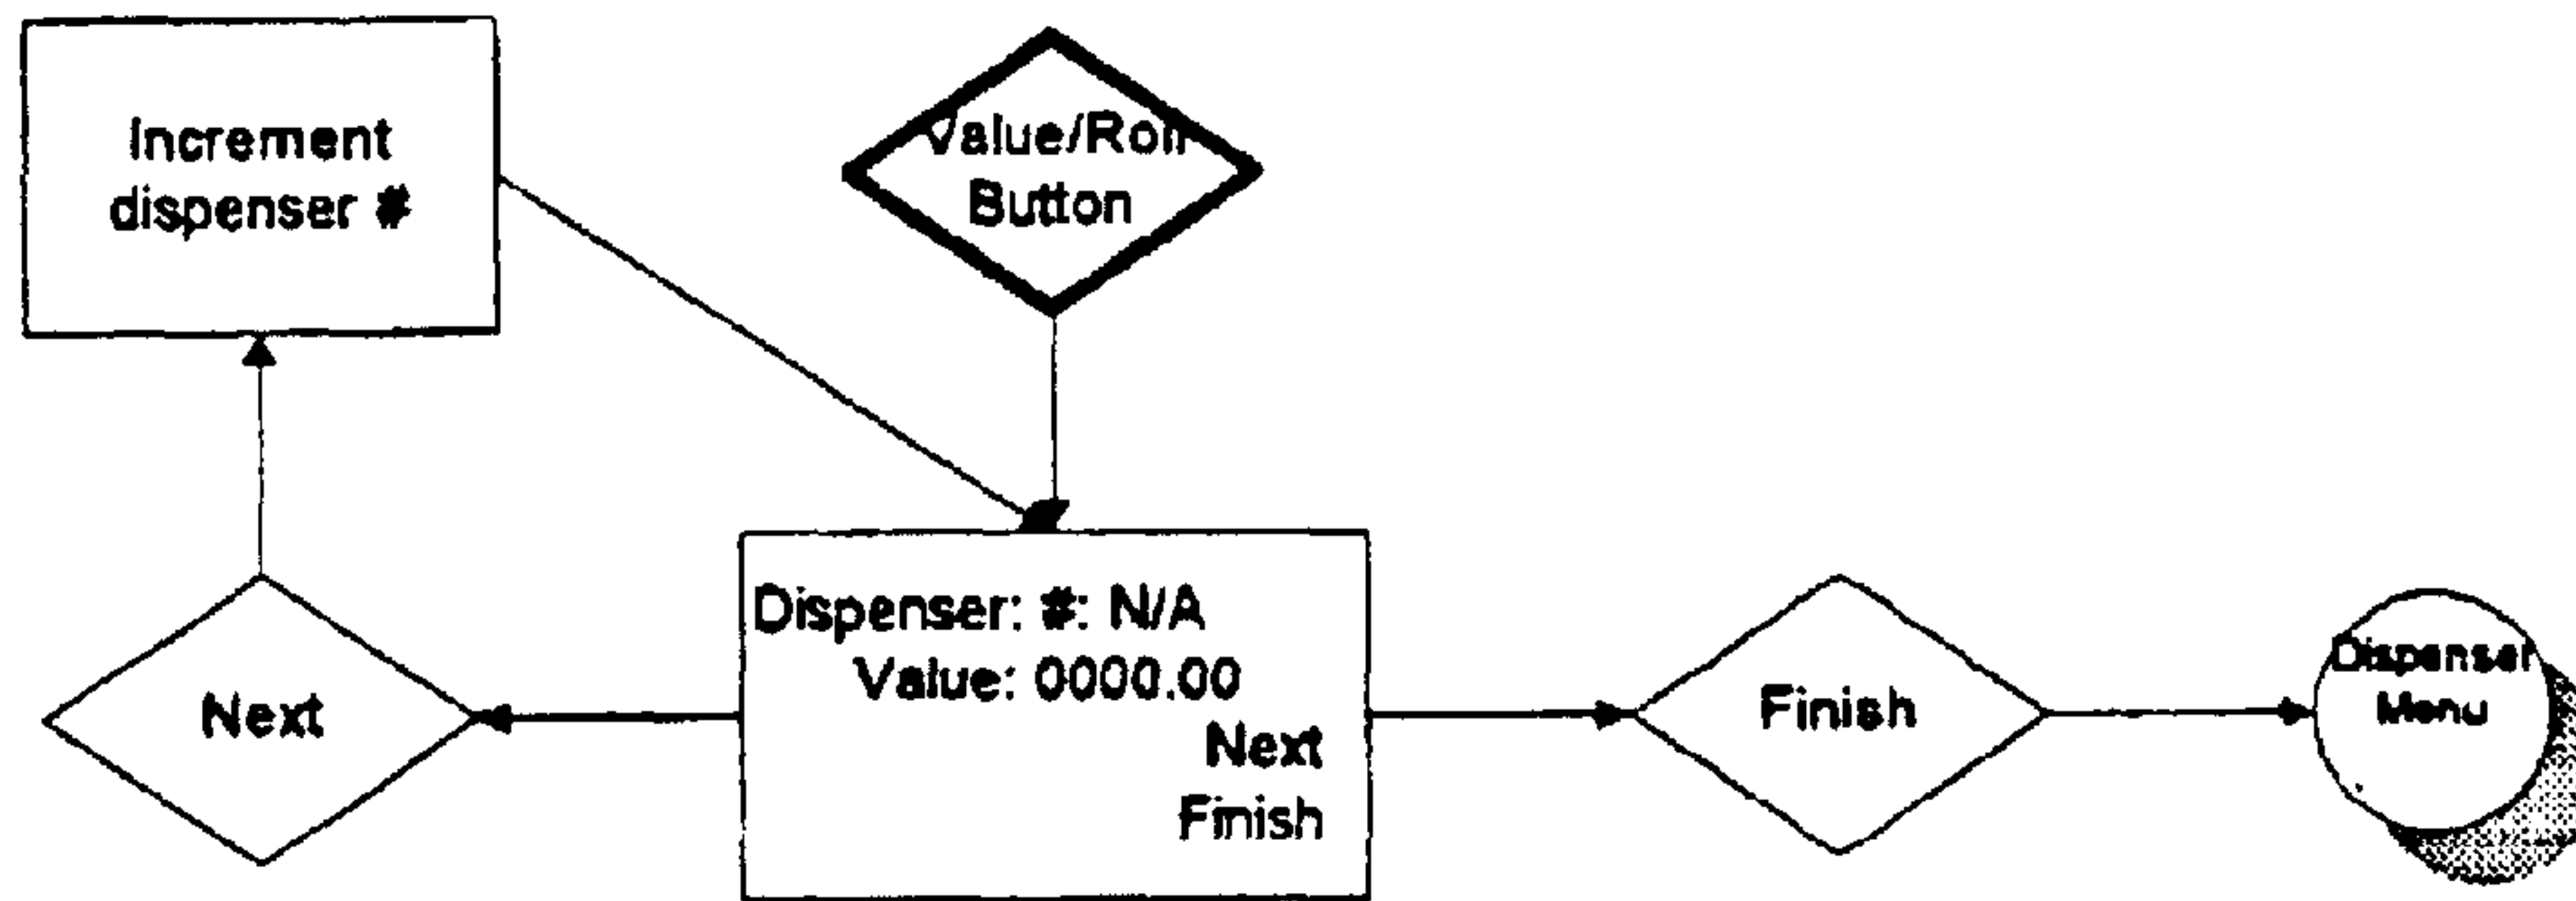 Increment
dispenser #
Value/Roll
Button
Dispenser: #: N/A
Value: 0000.00
Next
Finish
Next
Finish
Dispenser
Menu